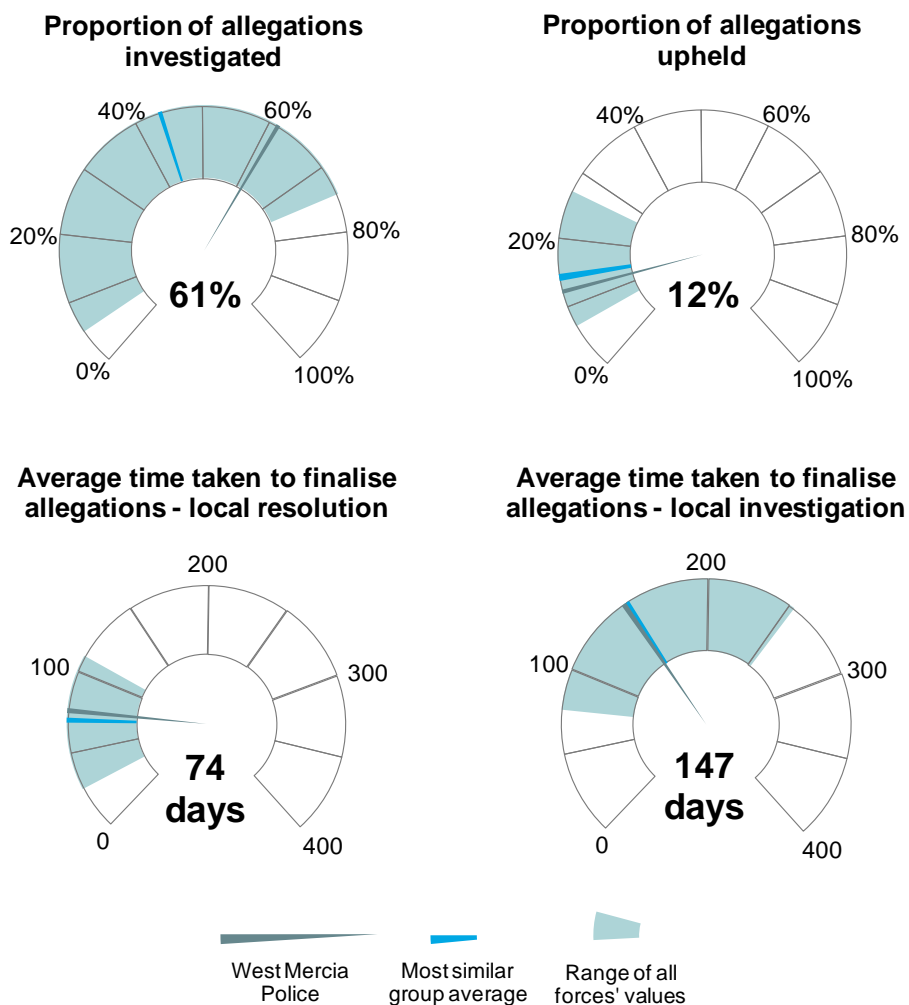 Proportion of allegations
investigated
40%
60%
20%
80%
61%
0%
100%
Proportion of allegations
upheld
40%
60%
20%
80%
12%
0%
100%
Average time taken to finalise
allegations - local resolution
200
100
300
74
days
0
400
Average time taken to finalise
allegations - local investigation
200
100
300
147
days
0
400
West Mercia
Police
Most similar
group average
Range of all
forces' values